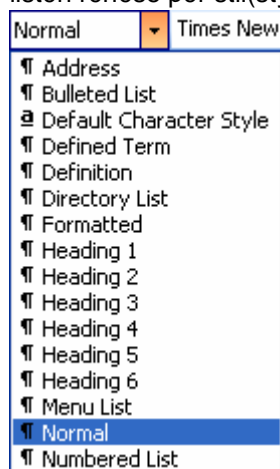 Normal Times New
¶ Address
¶ Bulleted List
a Default Character Style
¶ Defined Term
¶ Definition
¶ Directory List
¶ Formatted
¶ Heading 1
¶ Heading 2
¶ Heading 3
¶ Heading 4
¶ Heading 5
¶ Heading 6
¶ Menu List
¶ Normal
¶ Numbered List